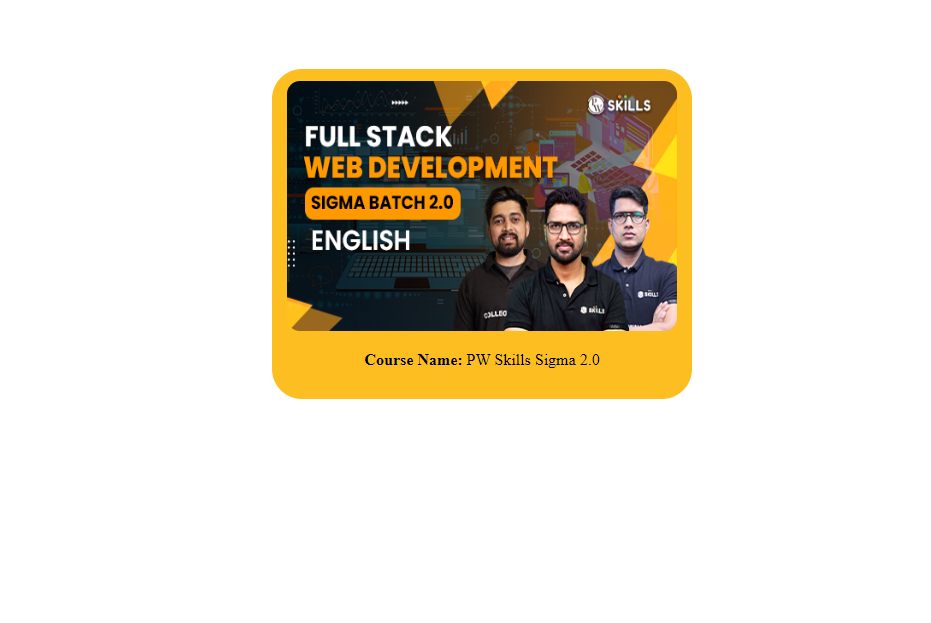 SKILLS
FULL STACK
WEB DEVELOPMENT
SIGMA BATCH 2.0
ENGLISH
SKILLS
Course Name: PW Skills Sigma 2.0